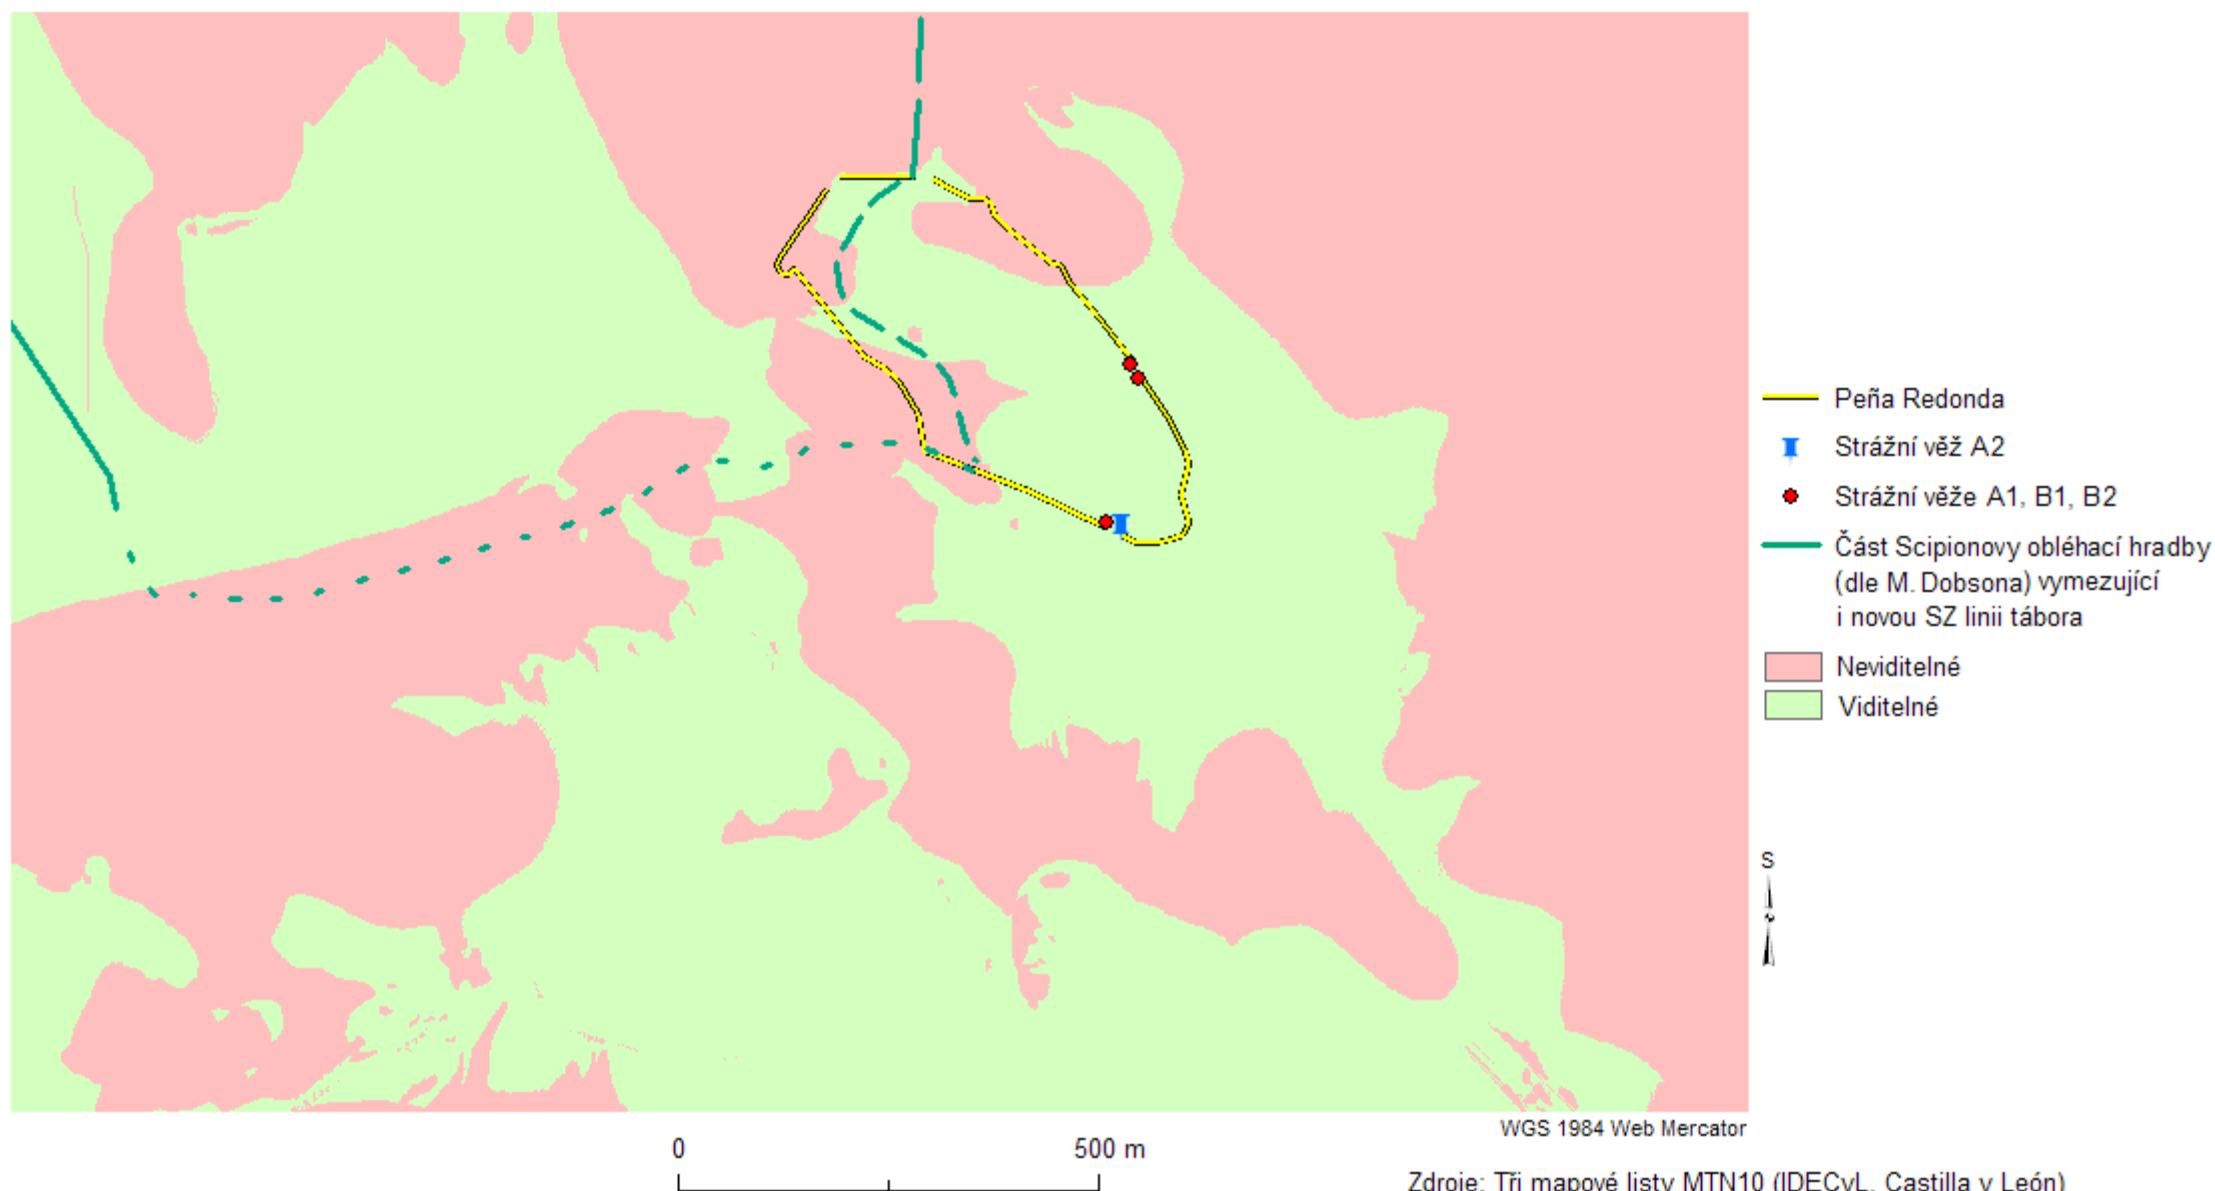 Peña Redonda
Strážní věž A2
Strážní věže A1, B1, B2
Část Scipionovy obléhací hradby
(dle M. Dobsona) vymezující
i novou SZ linii tábora
Neviditelné
Viditelné
S
WGS 1984 Web Mercator
0 500 m
Zdroje: Tři mapové listy MTN10 (IDECyL, Castilla y León)